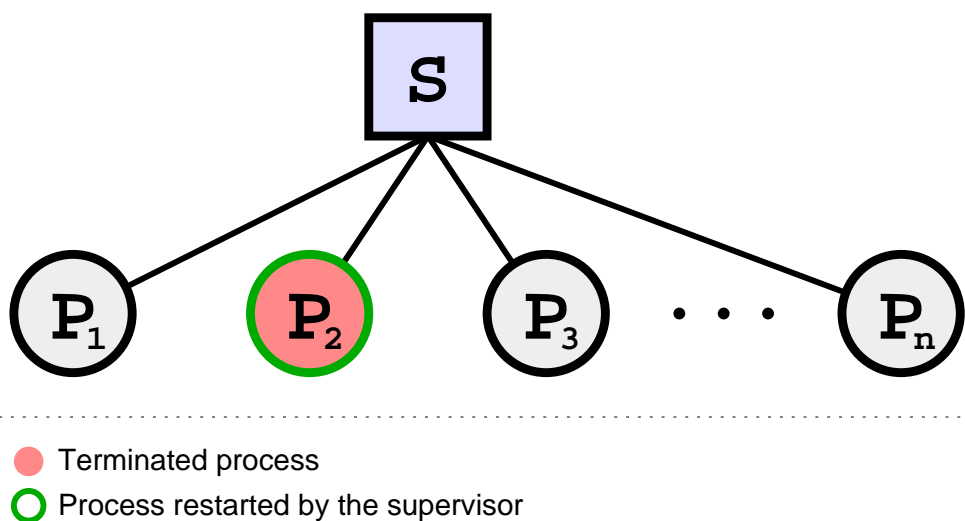 S
P1 P2 P3 . . . Pn
Terminated process
Process restarted by the supervisor